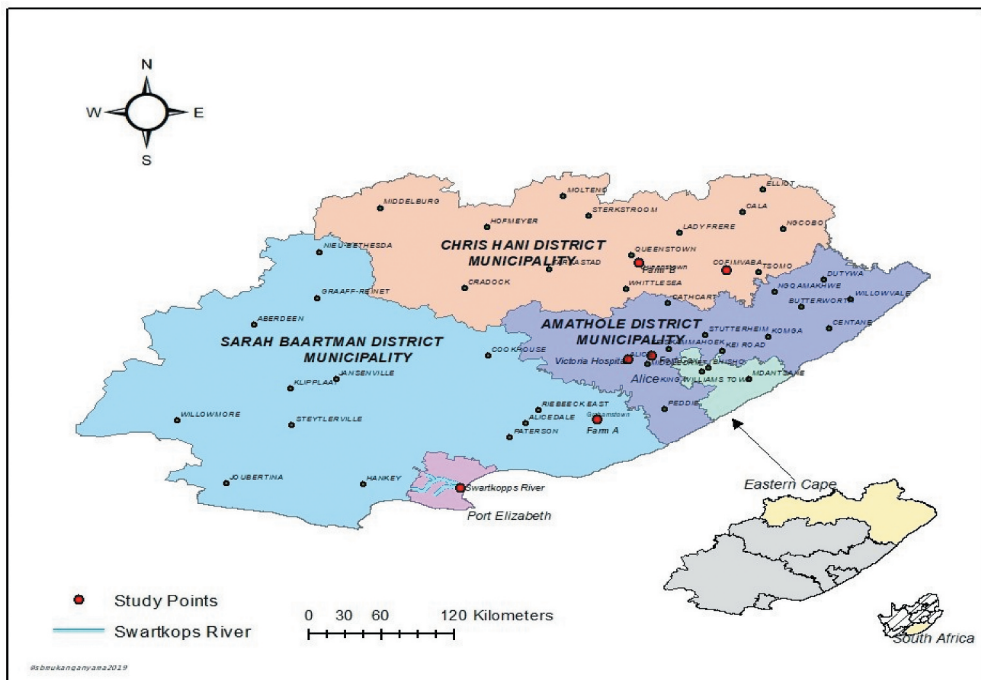 N
W E
S
ELLIOT
MOLTENO
MIDDELBURG
CALA
STERKSTROOM
HOFMEYER
LADY FRERE
NGCOBO
CHRIS HANI DISTRICT
MUNICIPALITY
NIEU-BETHESDA
QUEENSTOWN
Farm B
COFIMVABA
TSOMO
CRADOCK
WHITTLESEA
DUTYWA
NGQAMAKHWE
GRAAFF-REINET
CATHCART
BUTTERWORTH
WILLOWVALE
ABERDEEN
AMATHOLE DISTRICT
MUNICIPALITY
CENTANE
STUTTERHEIM
KOMGA
SARAH BAARTMAN DISTRICT
MUNICIPALITY
COOKHOUSE
KEI ROAD
Victoria Hospital
BHISHO
JANSENVILLE
KLIPPLAAT
Alice
KING WILLIAMS TOWN
MDANTSANE
RIEBEECK EAST
PEDDIE
WILLOWMORE
STEYTLERVILLE
ALICEDALE
Grahamstown
Farm A
PATERSON
JOUBERTINA
HANKEY
Swartkopps River
Port Elizabeth
Eastern Cape
Study Points
Swartkops River
0 30 60 120 Kilometers
South Africa